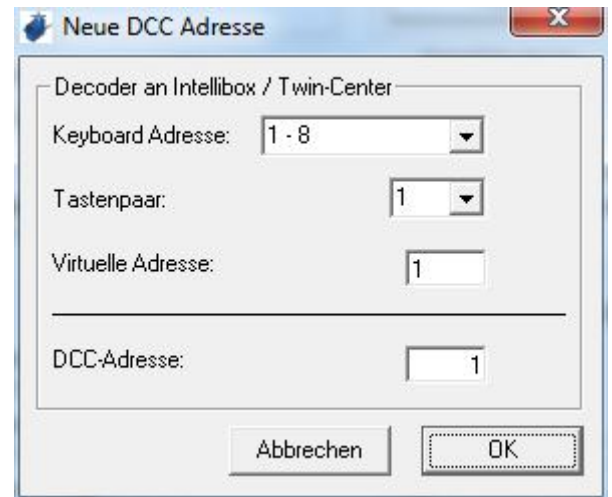 Neue DCC Adresse
Decoder an Intellibox / Twin-Center
Keyboard Adresse: 1 - 8
Tastenpaar: 1
Virtuelle Adresse: 1
DCC-Adresse: 1
Abbrechen OK